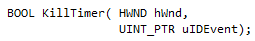 BOOL KillTimer( HWND hWnd,
UINT_PTR uIDEvent);